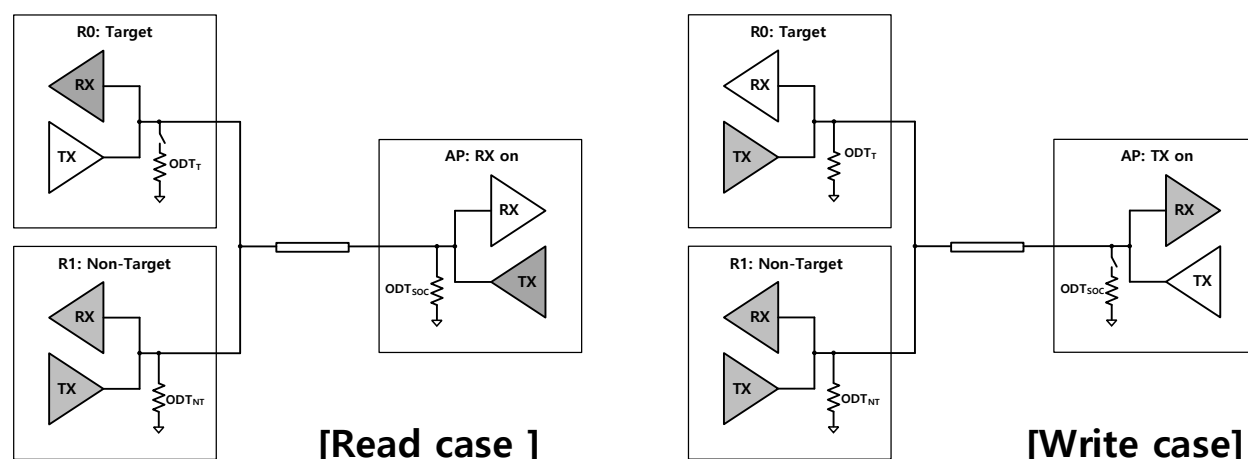 R0: Target
RX
TX
ODTT
R1: Non-Target
RX
TX
ODTNT
AP: RX on
RX
TX
ODTSOC
[Read case ]
R0: Target
RX
TX
ODTT
R1: Non-Target
RX
TX
ODTNT
AP: TX on
RX
TX
ODTSOC
[Write case]